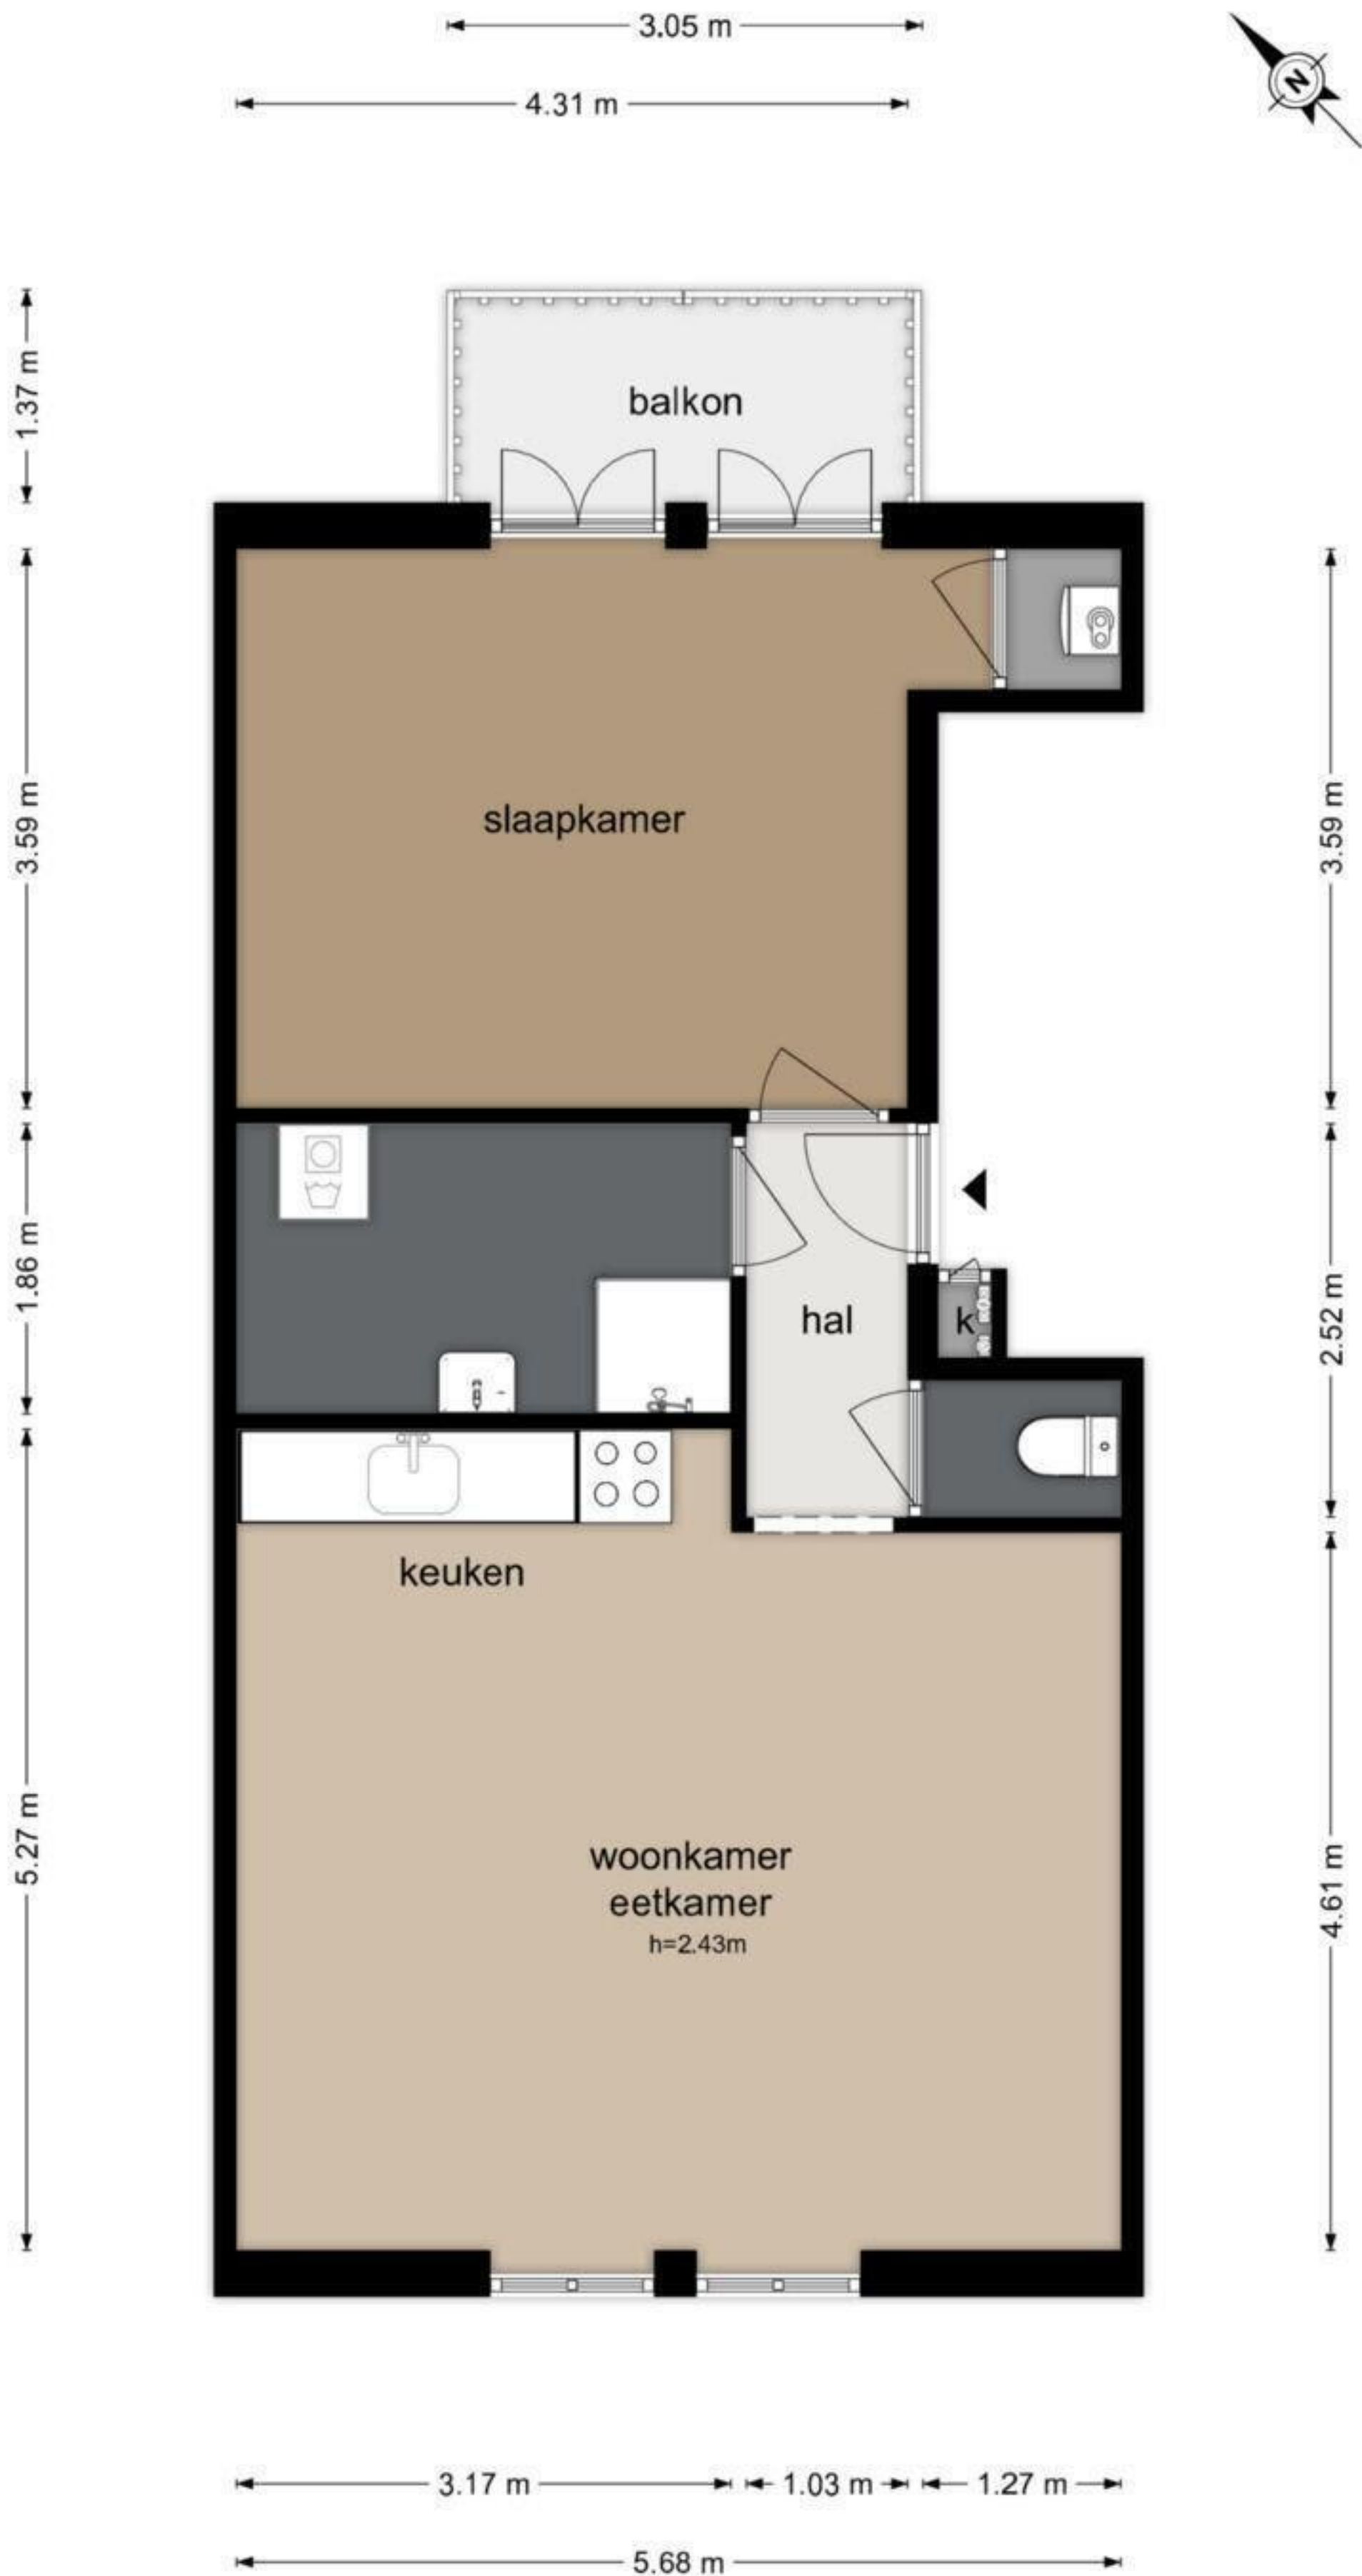 3.05 m
4.31 m
N
1.37 m
balkon
3.59 m
slaapkamer
3.59 m
1.86 m
hal
k
2.52 m
keuken
5.27 m
woonkamer
eetkamer
h=2.43m
4.61 m
3.17 m
1.03 m
1.27 m
5.68 m